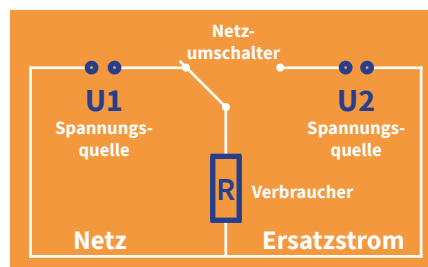 Netz-
umschalter
U1
Spannungs-
quelle
U2
Spannungs-
quelle
R
Verbraucher
Netz
Ersatzstrom